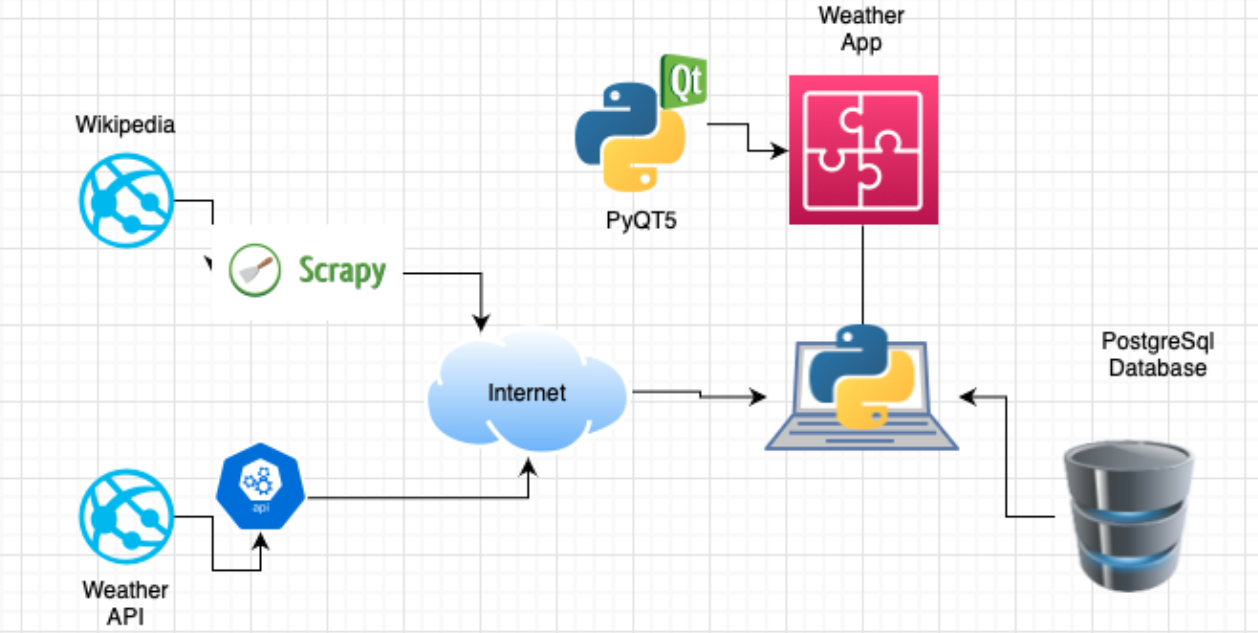 Weather
App
Qt
Wikipedia
PyQT5
Scrapy
PostgreSql
Database
Internet
api
Weather
API